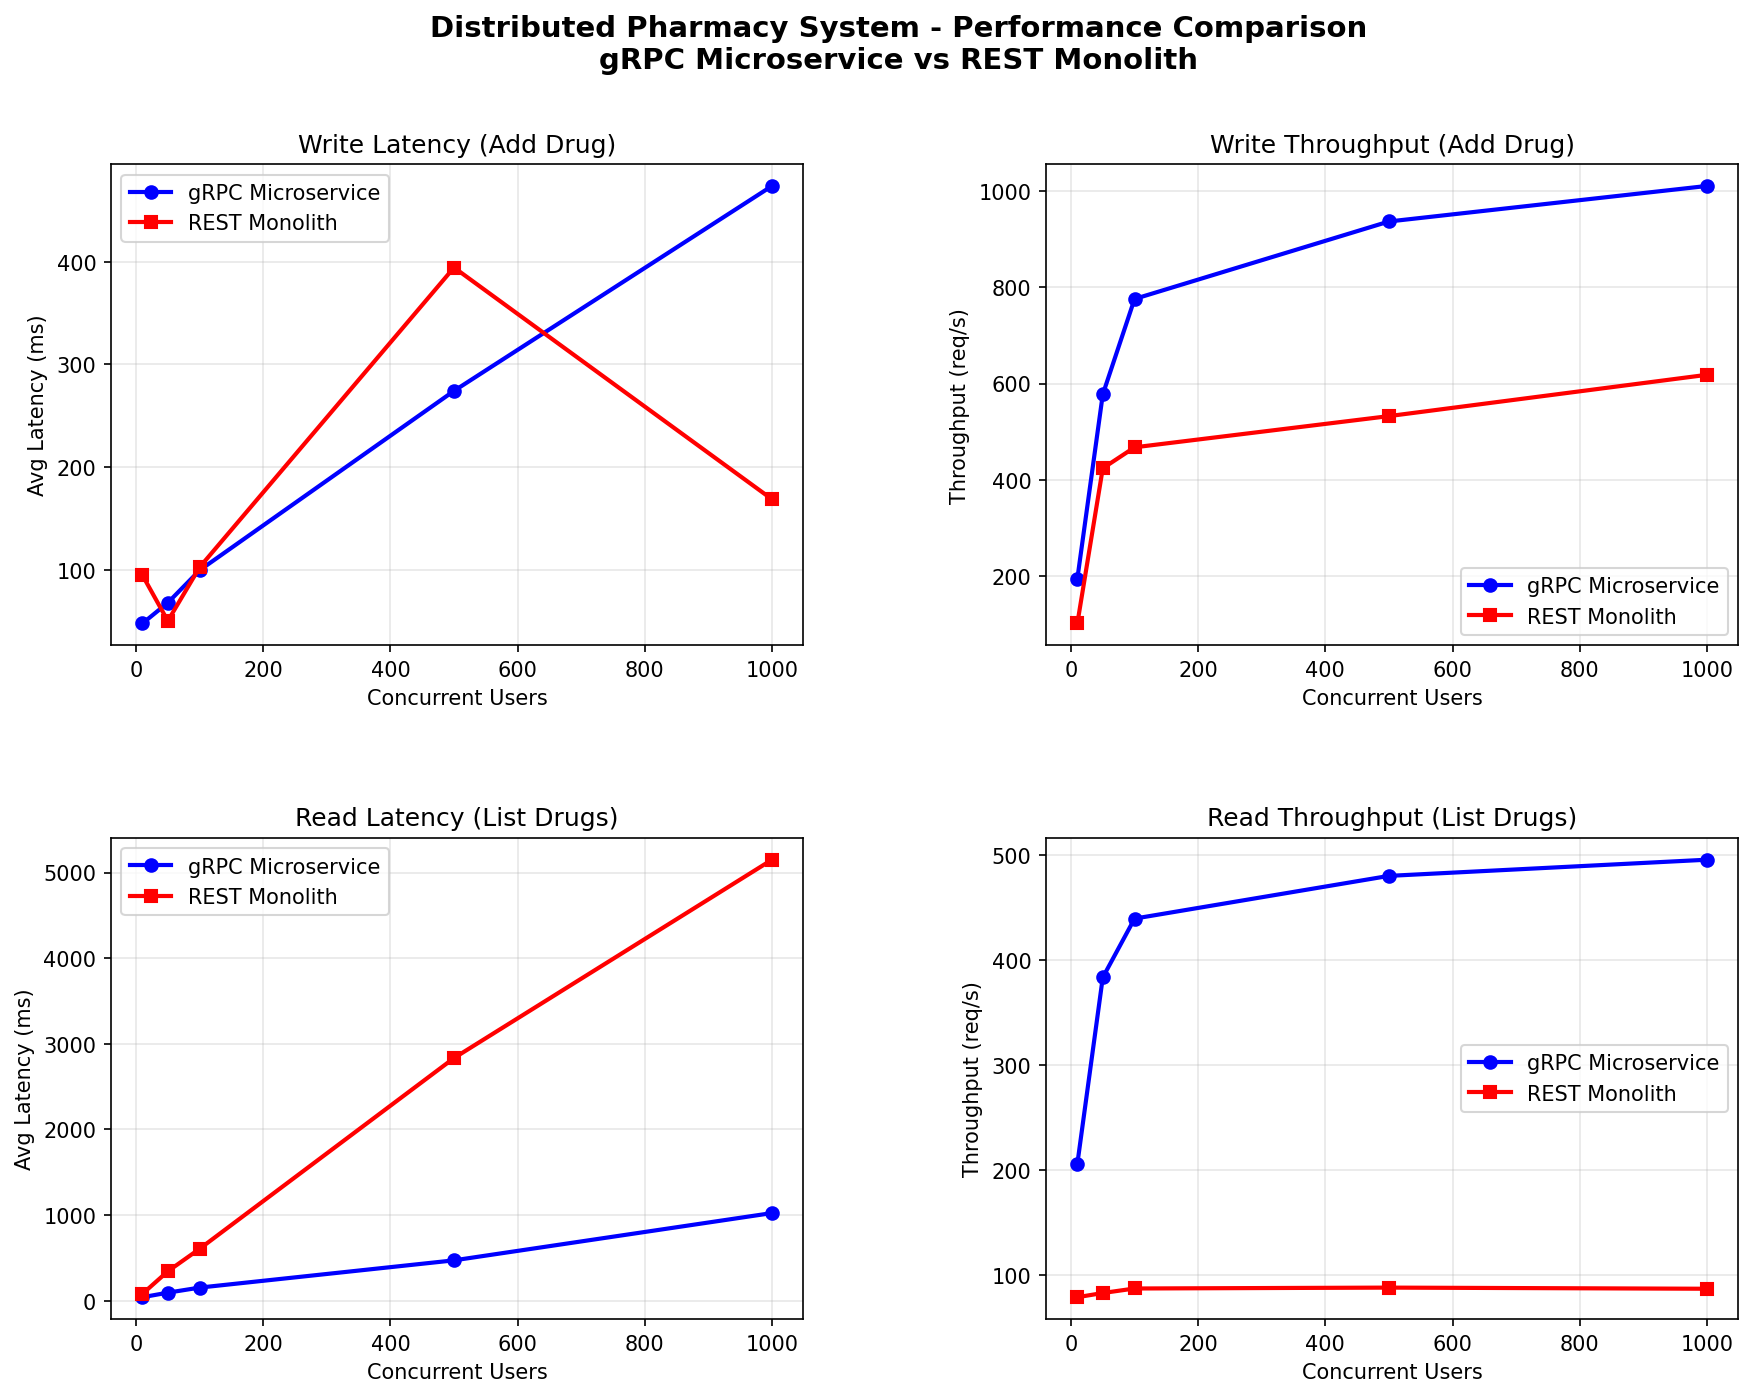 Distributed Pharmacy System - Performance Comparison
gRPC Microservice vs REST Monolith
Write Latency (Add Drug)
gRPC Microservice
REST Monolith
Avg Latency (ms)
400
300
200
100
0 200 400 600 800 1000
Concurrent Users
Write Throughput (Add Drug)
Throughput (req/s)
1000
800
600
400
200
gRPC Microservice
REST Monolith
0 200 400 600 800 1000
Concurrent Users
Read Latency (List Drugs)
gRPC Microservice
REST Monolith
Avg Latency (ms)
5000
4000
3000
2000
1000
0
0 200 400 600 800 1000
Concurrent Users
Read Throughput (List Drugs)
Throughput (req/s)
500
400
300
200
100
gRPC Microservice
REST Monolith
0 200 400 600 800 1000
Concurrent Users